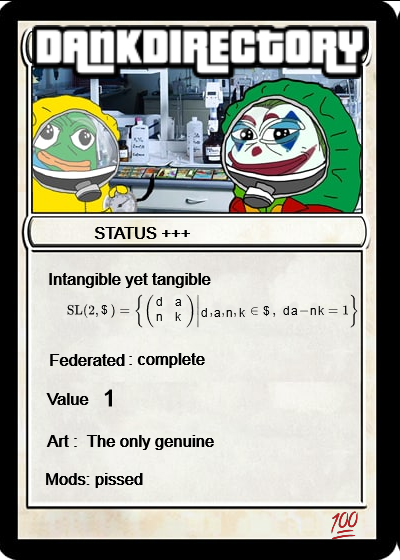 DANKDIRECTORY
STATUS +++
Intangible yet tangible
SL(2, $) = { ( d a n k ) | d,a,n,k ∈ $, da−nk = 1 }
Federated : complete
Value 1
Art : The only genuine
Mods: pissed
100